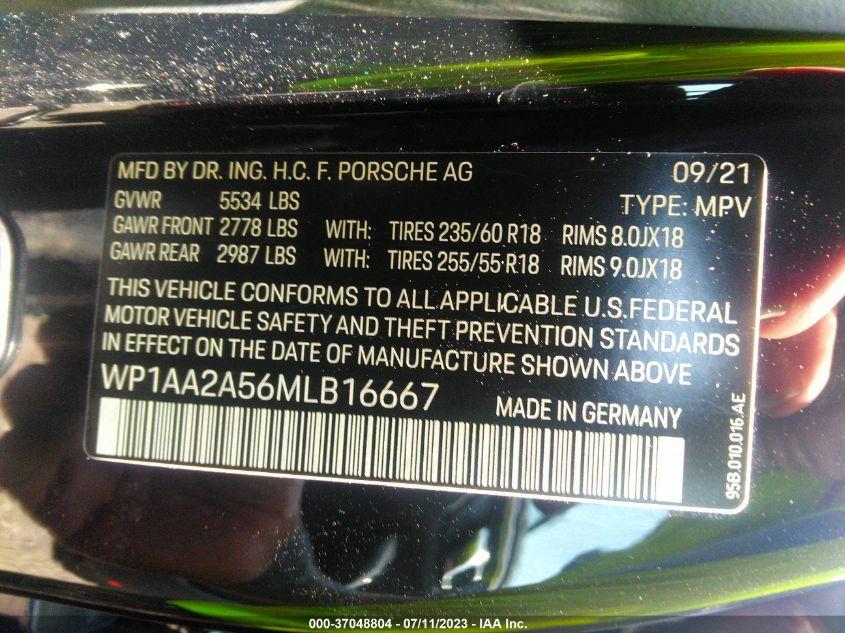 MFD BY DR. ING. H.C. F. PORSCHE AG 09/21
GVWR 5534 LBS TYPE: MPV
GAWR FRONT 2778 LBS WITH: TIRES 235/60 R18 RIMS 8.0JX18
GAWR REAR 2987 LBS WITH: TIRES 255/55 R18 RIMS 9.0JX18
THIS VEHICLE CONFORMS TO ALL APPLICABLE U.S.FEDERAL
MOTOR VEHICLE SAFETY AND THEFT PREVENTION STANDARDS
IN EFFECT ON THE DATE OF MANUFACTURE SHOWN ABOVE
WP1AA2A56MLB16667 MADE IN GERMANY
95B.010.016.AE
000-37048804 - 07/11/2023 - IAA Inc.